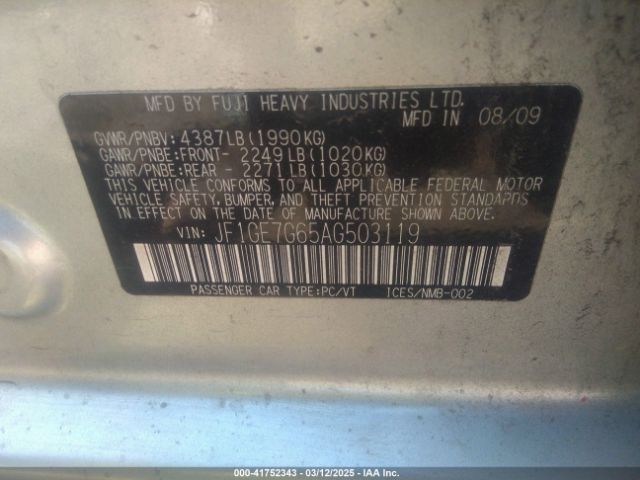 MFD BY FUJI HEAVY INDUSTRIES LTD.
MFD IN 08/09
GVWR/PNBV: 4387LB (1990KG)
GAWR/PNBE:FRONT- 2249LB(1020KG)
GAWR/PNBE:REAR - 2271LB(1030KG)
THIS VEHICLE CONFORMS TO ALL APPLICABLE FEDERAL MOTOR
VEHICLE SAFETY, BUMPER, AND THEFT PREVENTION STANDARDS
IN EFFECT ON THE DATE OF MANUFACTURE SHOWN ABOVE.
VIN: JF1GE7G65AG503119
PASSENGER CAR TYPE:PC/VT ICES/NMB-002
000-41752343 - 03/12/2025 - IAA Inc.